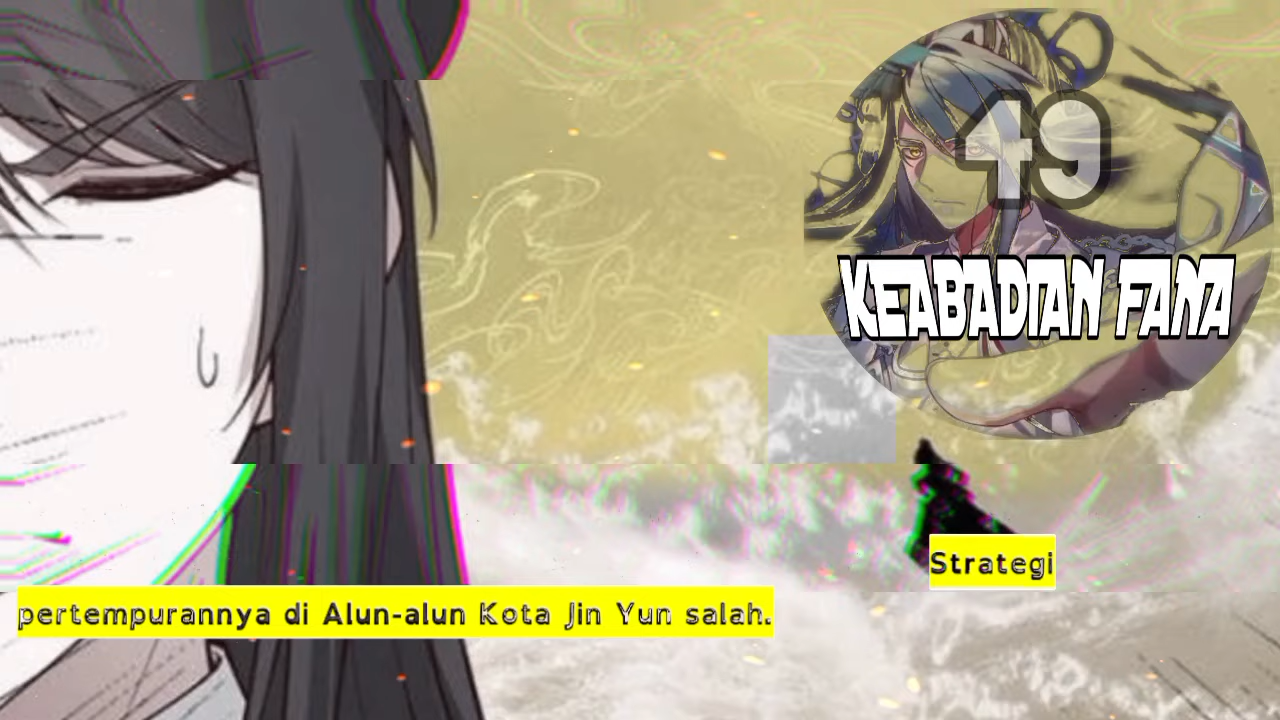 49
KEABADIAN FANA
Strategi
pertempurannya di Alun-alun Kota Jin Yun salah.